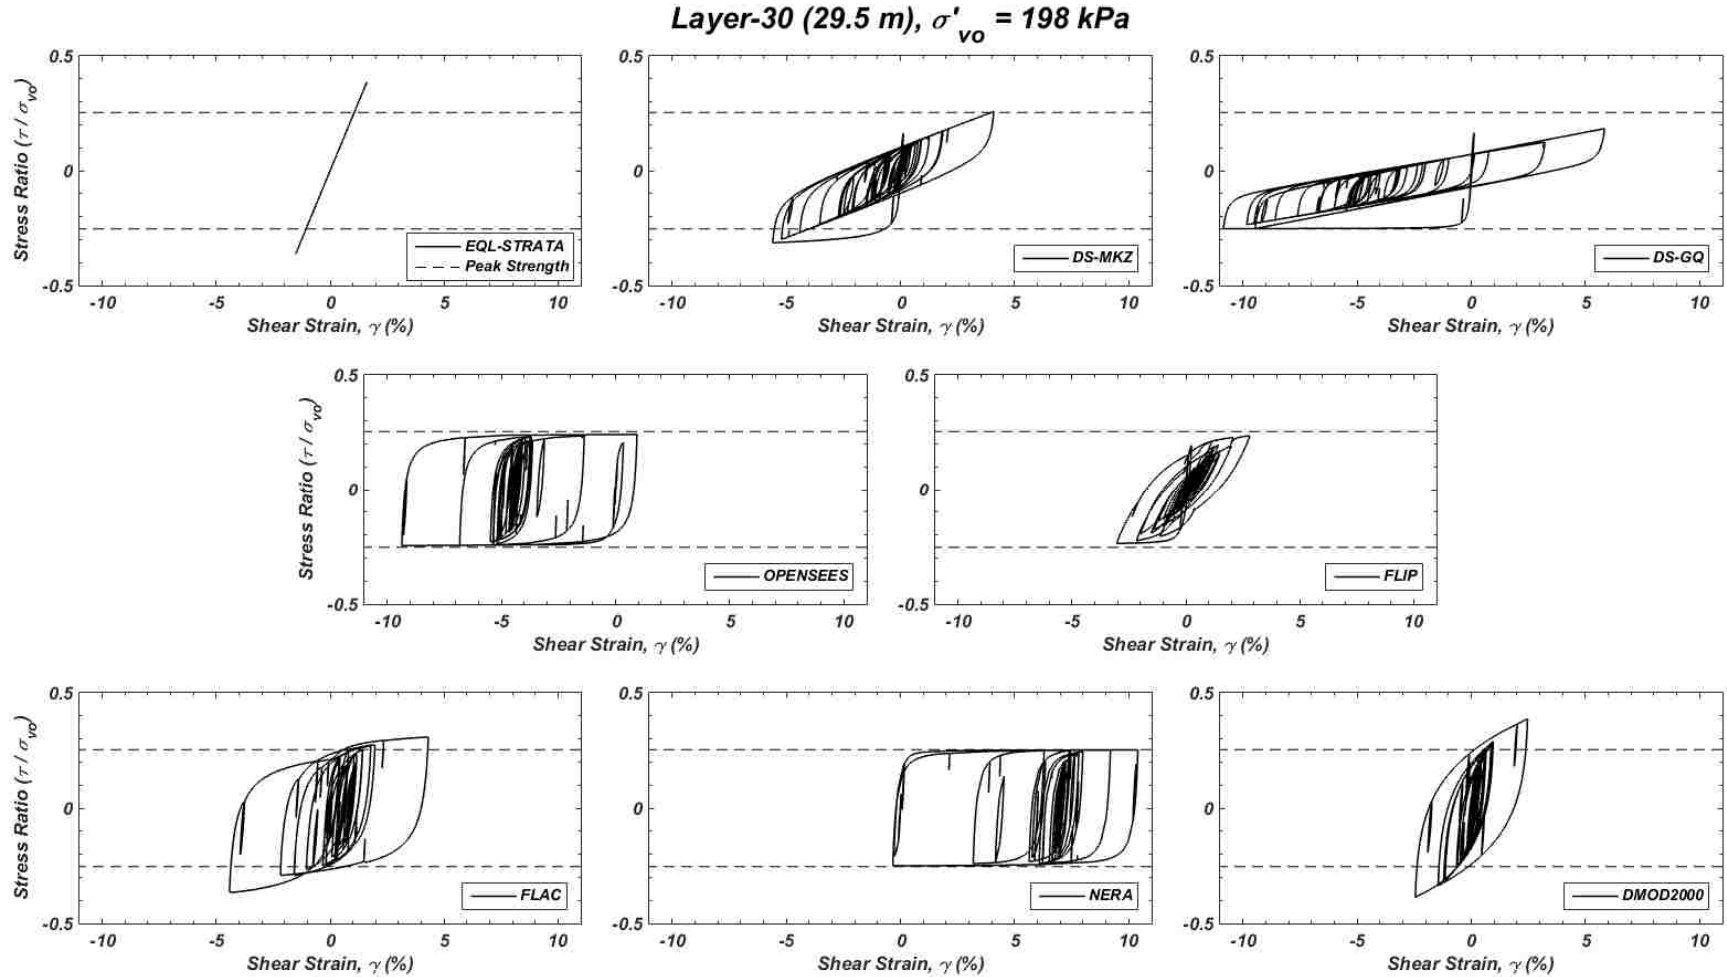 Layer-30 (29.5 m), σ'vo = 198 kPa
0.5
0
-0.5
Stress Ratio (τ / σvo)
-10 -5 0 5 10
Shear Strain, γ (%)
EQL-STRATA
Peak Strength
0.5
0
-0.5
-10 -5 0 5 10
Shear Strain, γ (%)
DS-MKZ
0.5
0
-0.5
-10 -5 0 5 10
Shear Strain, γ (%)
DS-GQ
0.5
0
-0.5
Stress Ratio (τ / σvo)
-10 -5 0 5 10
Shear Strain, γ (%)
OPENSEES
0.5
0
-0.5
-10 -5 0 5 10
Shear Strain, γ (%)
FLIP
0.5
0
-0.5
Stress Ratio (τ / σvo)
-10 -5 0 5 10
Shear Strain, γ (%)
FLAC
0.5
0
-0.5
-10 -5 0 5 10
Shear Strain, γ (%)
NERA
0.5
0
-0.5
-10 -5 0 5 10
Shear Strain, γ (%)
DMOD2000